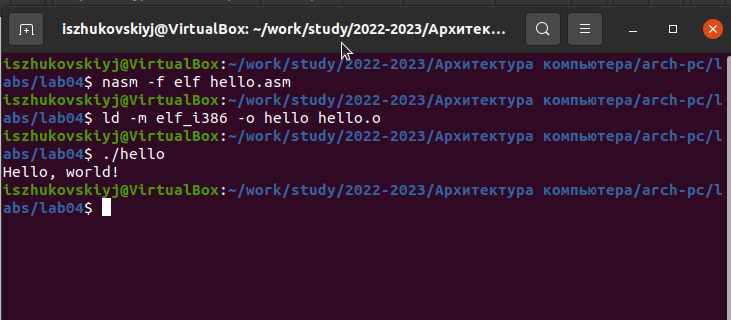 iszhukovskiyj@VirtualBox: ~/work/study/2022-2023/Архитек...
iszhukovskiyj@VirtualBox:~/work/study/2022-2023/Архитектура компьютера/arch-pc/l
abs/lab04$ nasm -f elf hello.asm
iszhukovskiyj@VirtualBox:~/work/study/2022-2023/Архитектура компьютера/arch-pc/l
abs/lab04$ ld -m elf_i386 -o hello hello.o
iszhukovskiyj@VirtualBox:~/work/study/2022-2023/Архитектура компьютера/arch-pc/l
abs/lab04$ ./hello
Hello, world!
iszhukovskiyj@VirtualBox:~/work/study/2022-2023/Архитектура компьютера/arch-pc/l
abs/lab04$